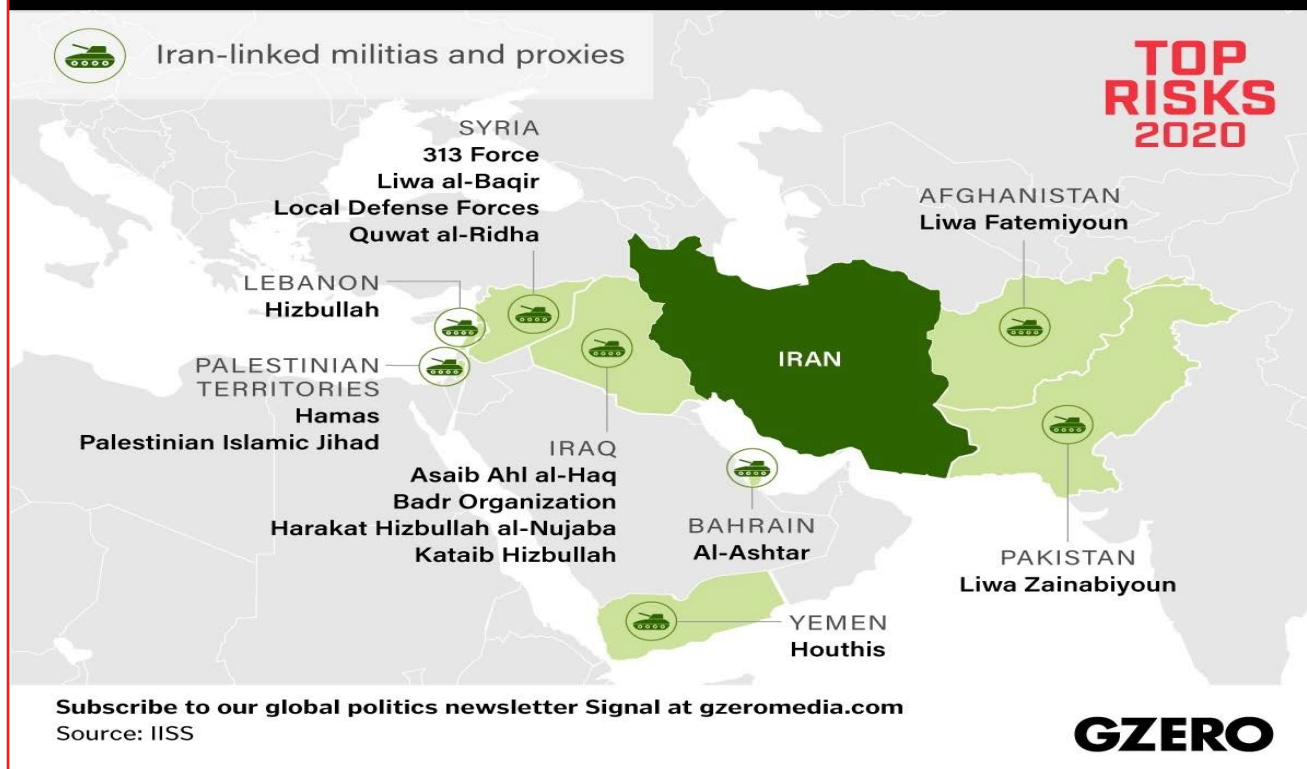 Iran-linked militias and proxies
TOP
RISKS
2020
SYRIA
313 Force
Liwa al-Baqir
Local Defense Forces
Quwat al-Ridha
AFGHANISTAN
Liwa Fatemiyoun
LEBANON
Hizbullah
IRAN
PALESTINIAN
TERRITORIES
Hamas
Palestinian Islamic Jihad
IRAQ
Asaib Ahl al-Haq
Badr Organization
Harakat Hizbullah al-Nujaba
Kataib Hizbullah
BAHRAIN
Al-Ashtar
PAKISTAN
Liwa Zainabiyoun
YEMEN
Houthis
Subscribe to our global politics newsletter Signal at gzeromedia.com
Source: IISS
GZERO